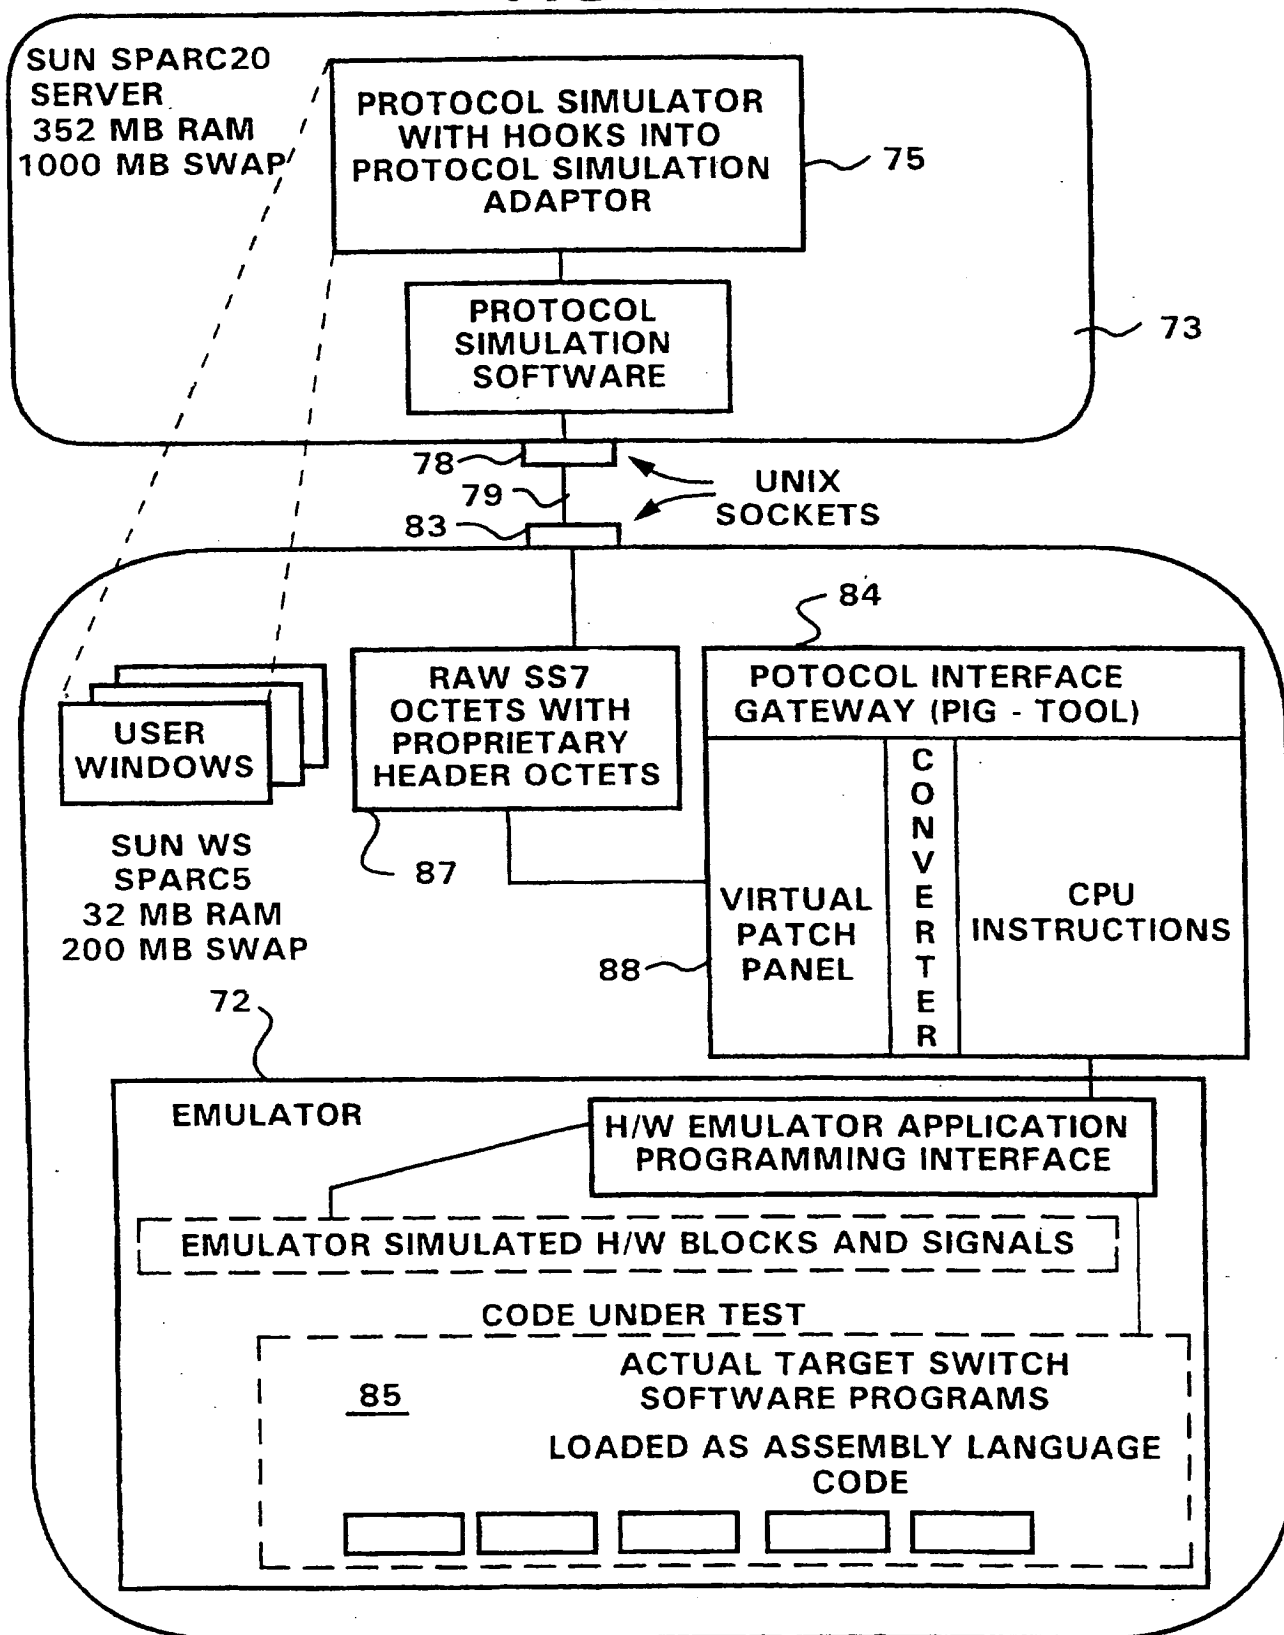 SUN SPARC20
SERVER
352 MB RAM
1000 MB SWAP
PROTOCOL SIMULATOR
WITH HOOKS INTO
PROTOCOL SIMULATION
ADAPTOR
75
PROTOCOL
SIMULATION
SOFTWARE
73
78
79
83
UNIX
SOCKETS
84
RAW SS7
OCTETS WITH
PROPRIETARY
HEADER OCTETS
87
POTOCOL INTERFACE
GATEWAY (PIG - TOOL)
USER
WINDOWS
SUN WS
SPARC5
32 MB RAM
200 MB SWAP
VIRTUAL
PATCH
PANEL
88
CONVERTER
CPU
INSTRUCTIONS
72
EMULATOR
H/W EMULATOR APPLICATION
PROGRAMMING INTERFACE
EMULATOR SIMULATED H/W BLOCKS AND SIGNALS
CODE UNDER TEST
85
ACTUAL TARGET SWITCH
SOFTWARE PROGRAMS
LOADED AS ASSEMBLY LANGUAGE
CODE